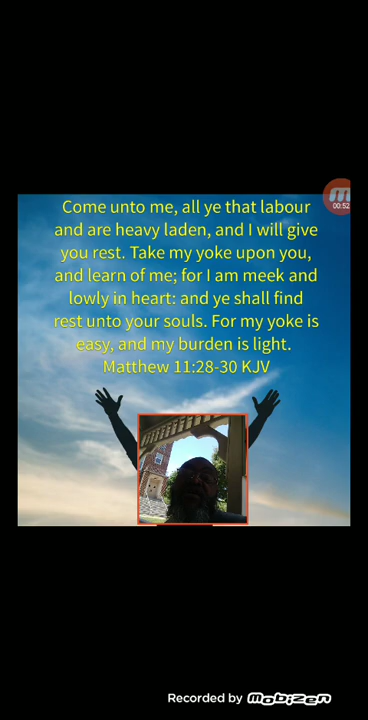 00:52
Come unto me, all ye that labour
and are heavy laden, and I will give
you rest. Take my yoke upon you,
and learn of me; for I am meek and
lowly in heart: and ye shall find
rest unto your souls. For my yoke is
easy, and my burden is light.
Matthew 11:28-30 KJV
Recorded by Mobizen